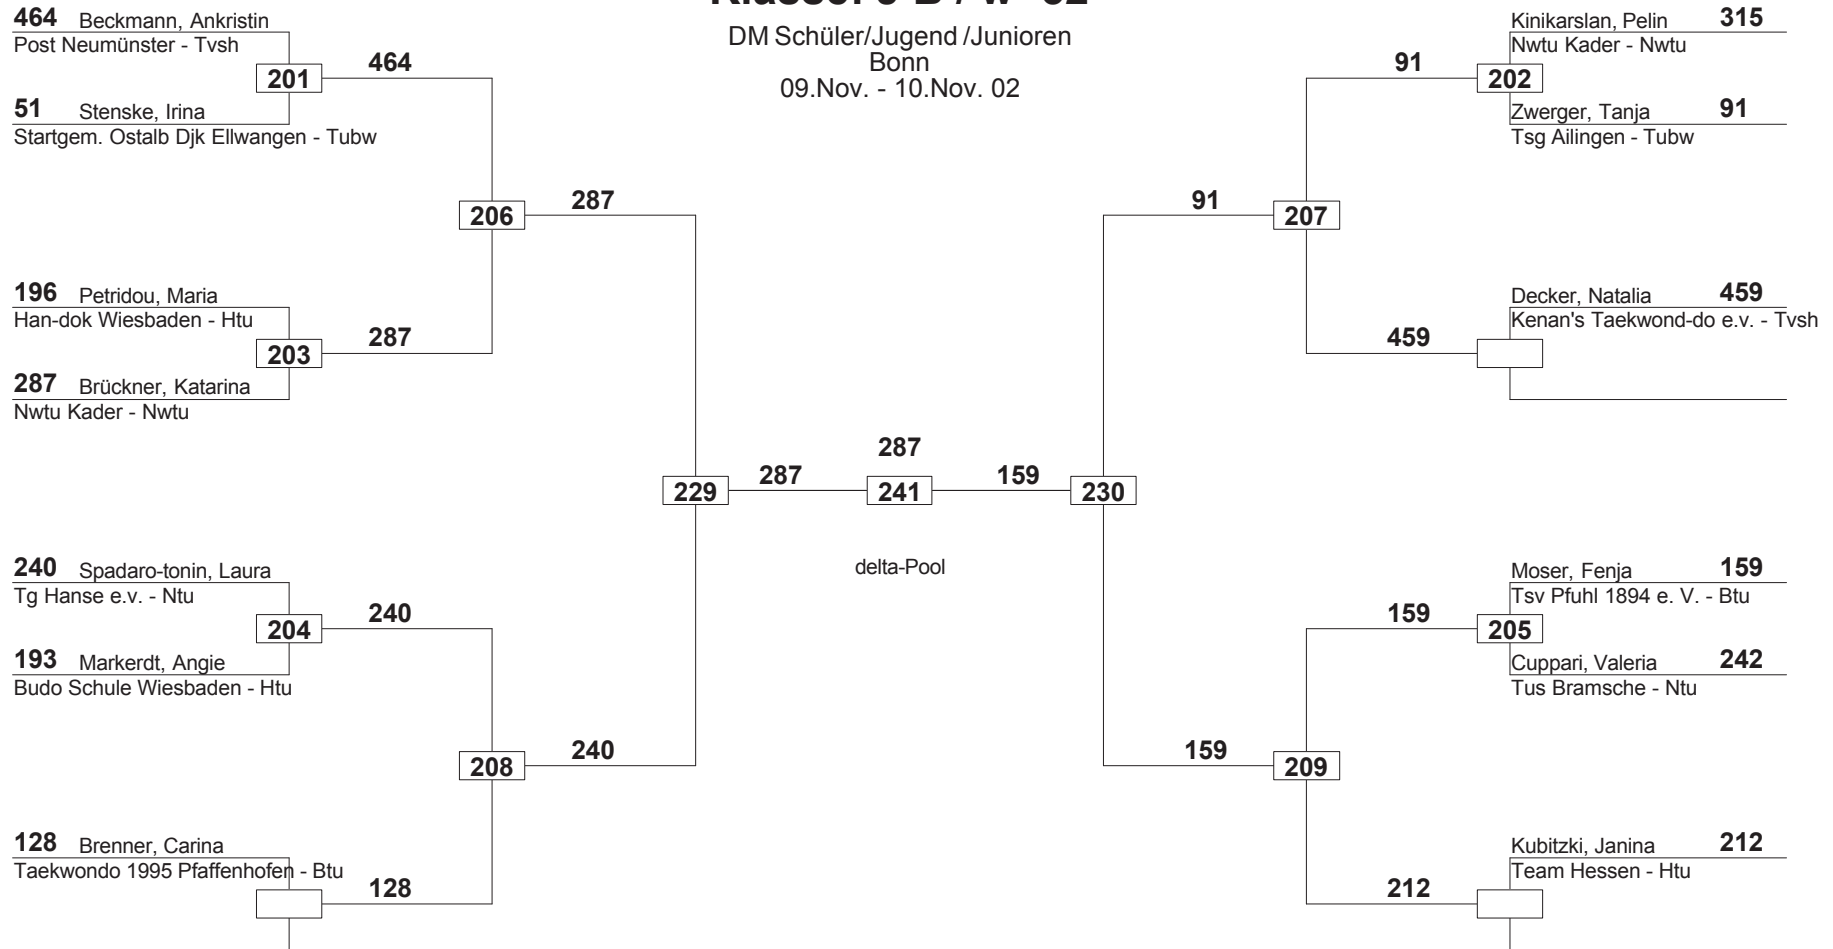 DM Schüler/Jugend /Junioren
Bonn
09.Nov. - 10.Nov. 02
464 Beckmann, Ankristin
Post Neumünster - Tvsh
201
464
51 Stenske, Irina
Startgem. Ostalb Djk Ellwangen - Tubw
206
287
196 Petridou, Maria
Han-dok Wiesbaden - Htu
203
287
287 Brückner, Katarina
Nwtu Kader - Nwtu
229
287
240 Spadaro-tonin, Laura
Tg Hanse e.v. - Ntu
204
240
193 Markerdt, Angie
Budo Schule Wiesbaden - Htu
208
240
128 Brenner, Carina
Taekwondo 1995 Pfaffenhofen - Btu
128
287
241
delta-Pool
Kinikarslan, Pelin 315
Nwtu Kader - Nwtu
91
202
Zwerger, Tanja 91
Tsg Ailingen - Tubw
91
207
Decker, Natalia 459
Kenan's Taekwond-do e.v. - Tvsh
459
159
230
Moser, Fenja 159
Tsv Pfuhl 1894 e. V. - Btu
159
205
Cuppari, Valeria 242
Tus Bramsche - Ntu
159
209
Kubitzki, Janina 212
Team Hessen - Htu
212